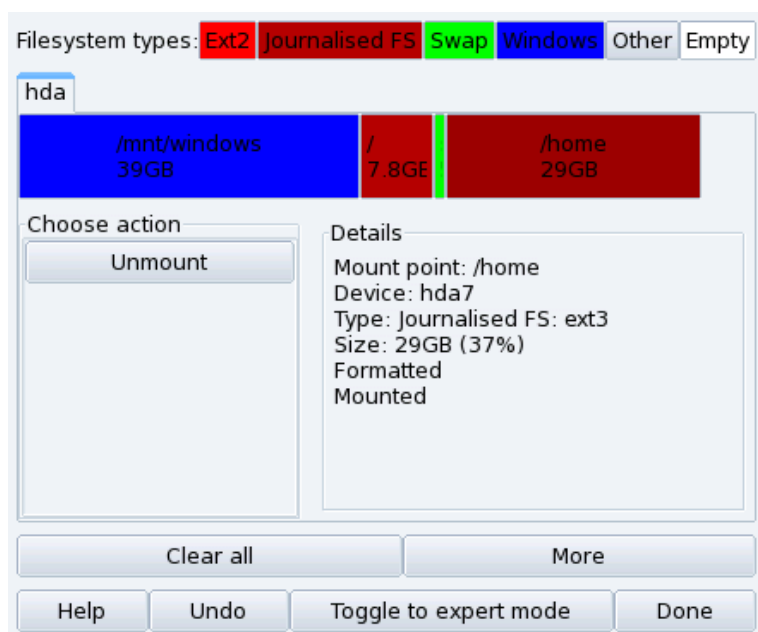 Filesystem types: Ext2 Journalised FS Swap Windows Other Empty
hda
/mnt/windows / /home
39GB 7.8GB 29GB
Choose action
Unmount
Details
Mount point: /home
Device: hda7
Type: Journalised FS: ext3
Size: 29GB (37%)
Formatted
Mounted
Clear all More
Help Undo Toggle to expert mode Done